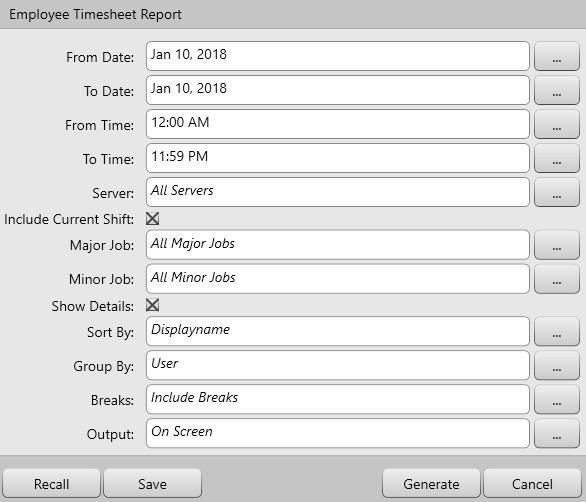 Employee Timesheet Report
From Date: Jan 10, 2018 ...
To Date: Jan 10, 2018 ...
From Time: 12:00 AM ...
To Time: 11:59 PM ...
Server: All Servers ...
Include Current Shift:
Major Job: All Major Jobs ...
Minor Job: All Minor Jobs ...
Show Details:
Sort By: Displayname ...
Group By: User ...
Breaks: Include Breaks ...
Output: On Screen ...
Recall Save Generate Cancel